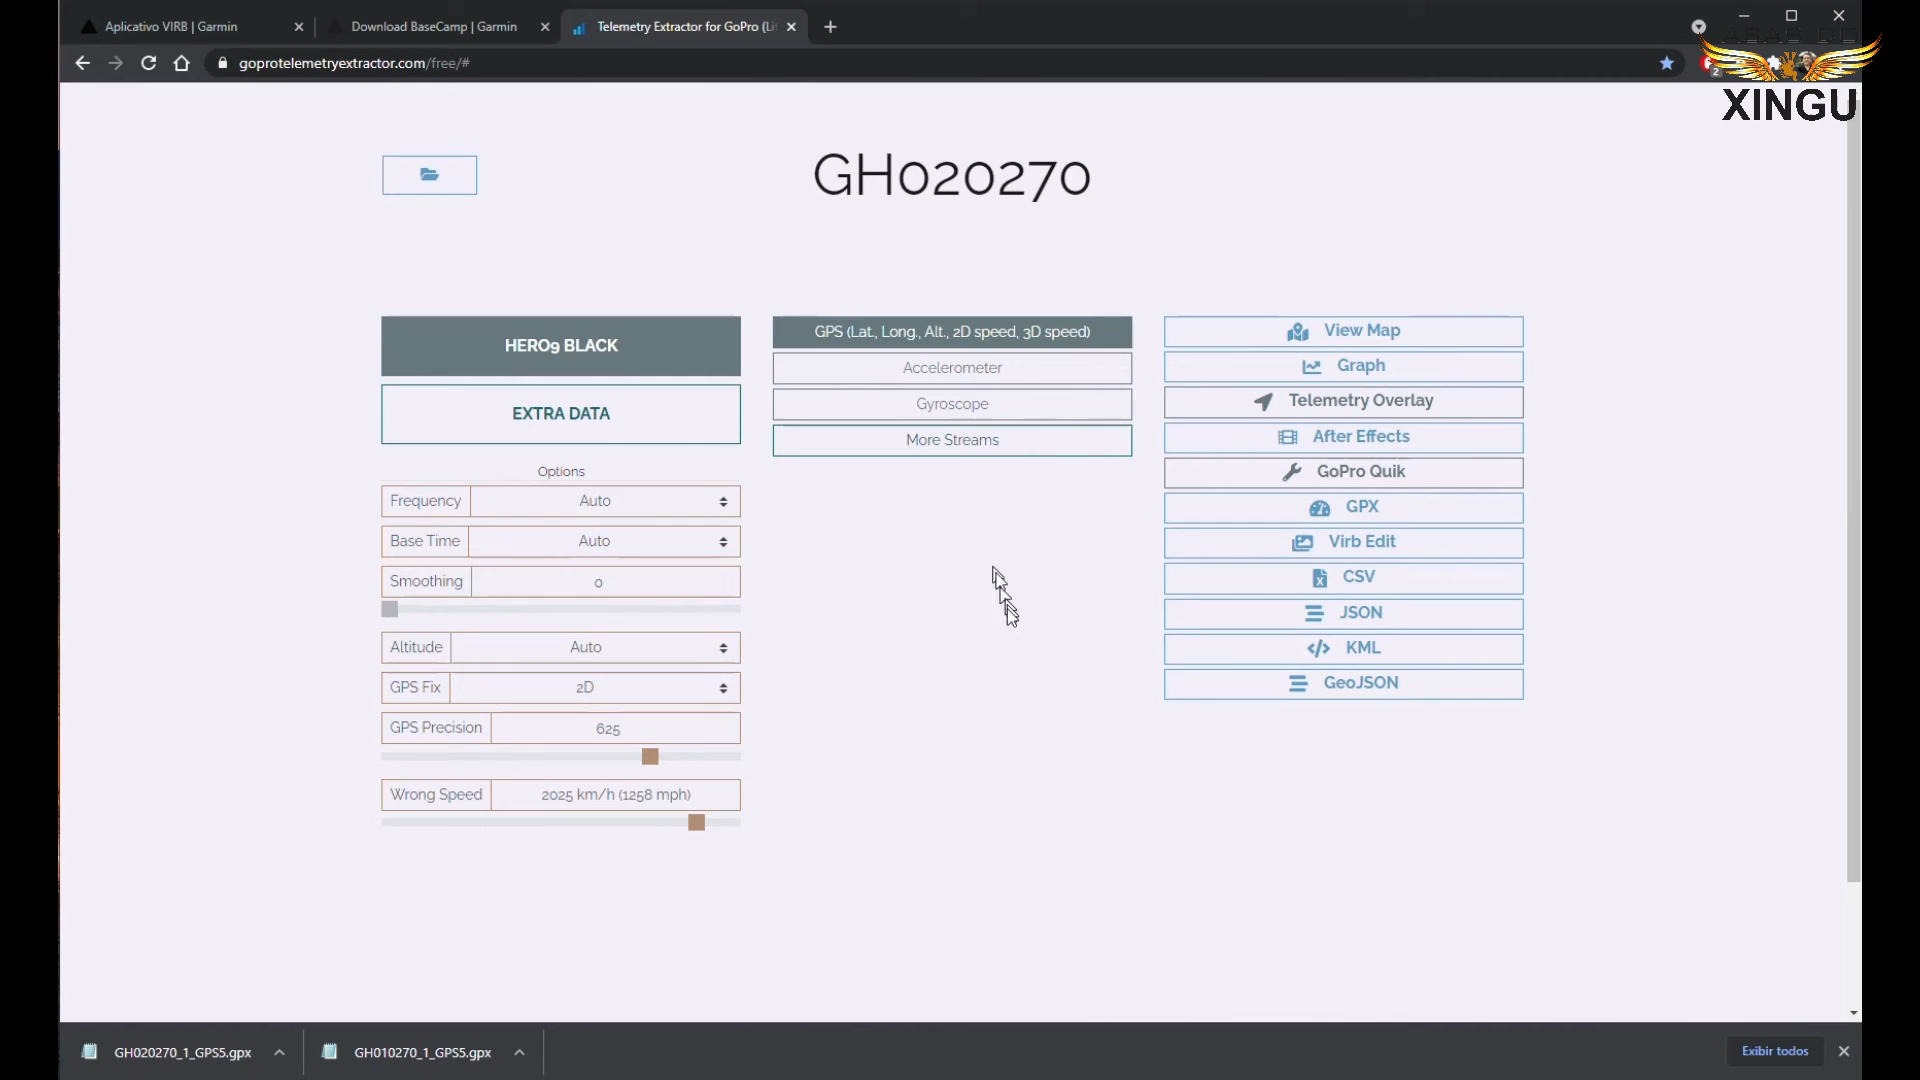 Aplicativo VIRB | Garmin
Download BaseCamp | Garmin
Telemetry Extractor for GoPro (Lit
goprotelemetryextractor.com/free/#
2
XINGU
GH020270
HERO9 BLACK
EXTRA DATA
Options
Frequency Auto
Base Time Auto
Smoothing 0
Altitude Auto
GPS Fix 2D
GPS Precision 625
Wrong Speed 2025 km/h (1258 mph)
GPS (Lat., Long., Alt., 2D speed, 3D speed)
Accelerometer
Gyroscope
More Streams
View Map
Graph
Telemetry Overlay
After Effects
GoPro Quik
GPX
Virb Edit
CSV
JSON
KML
GeoJSON
GH020270_1_GPS5.gpx
GH010270_1_GPS5.gpx
Exibir todos